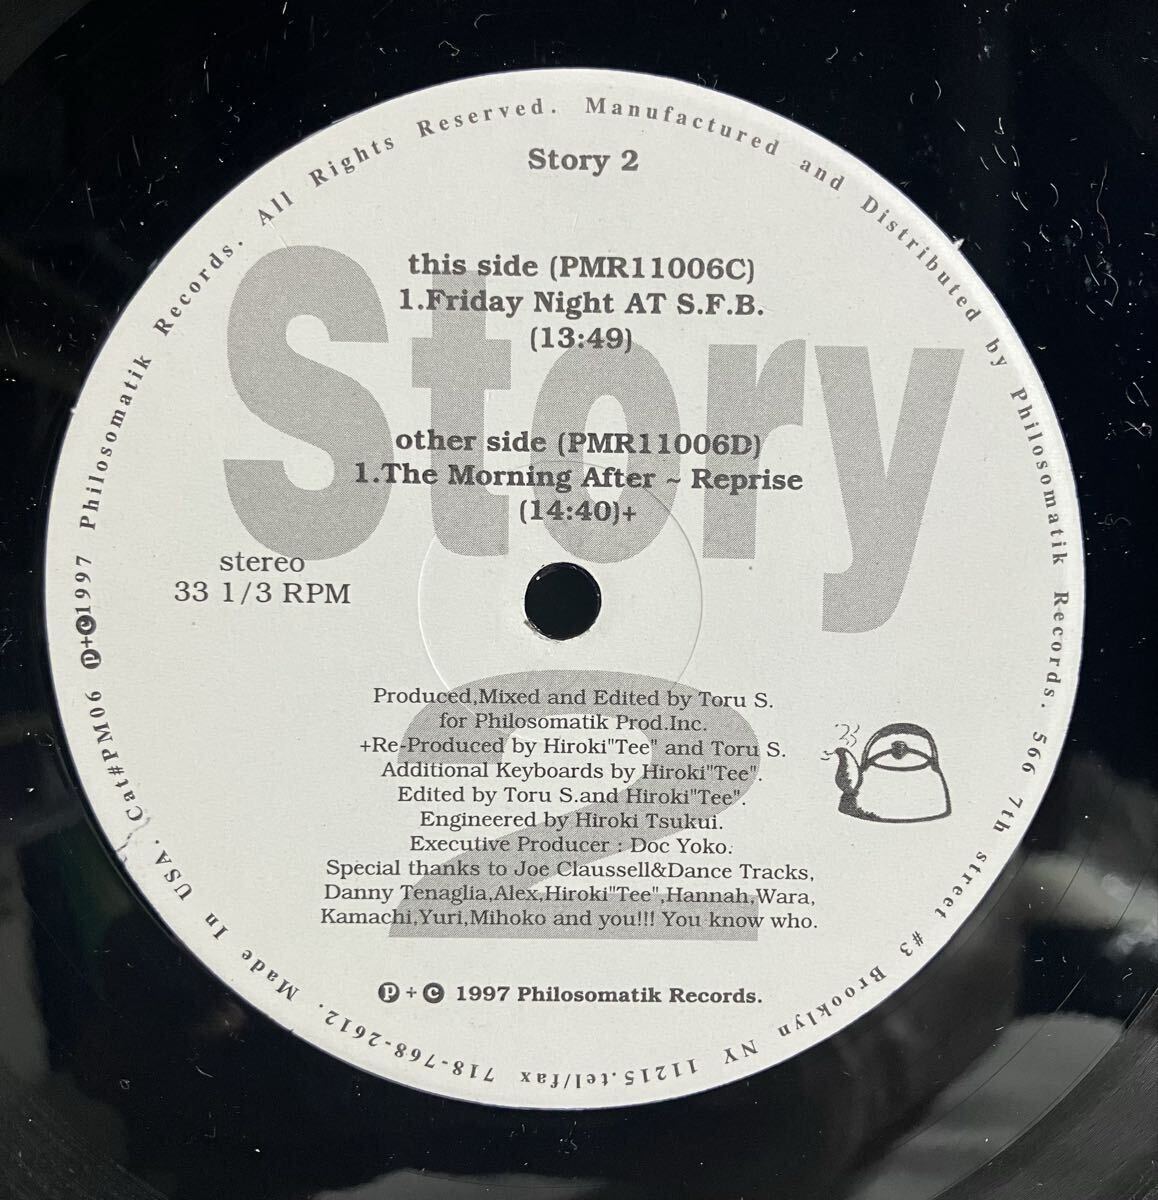 Story 2
this side (PMR11006C)
1.Friday Night AT S.F.B.
(13:49)
other side (PMR11006D)
1.The Morning After ~ Reprise
(14:40)+
stereo
33 1/3 RPM
Story
2
Produced,Mixed and Edited by Toru S.
for Philosomatik Prod.Inc.
+Re-Produced by Hiroki"Tee" and Toru S.
Additional Keyboards by Hiroki"Tee".
Edited by Toru S.and Hiroki"Tee".
Engineered by Hiroki Tsukui.
Executive Producer : Doc Yoko.
Special thanks to Joe Claussell&Dance Tracks,
Danny Tenaglia,Alex,Hiroki"Tee",Hannah,Wara,
Kamachi,Yuri,Mihoko and you!!! You know who.
℗ + © 1997 Philosomatik Records.
Cat#PM06 ℗+©1997 Philosomatik Records. All Rights Reserved. Manufactured and Distributed by Philosomatik Records. 566 7th street #3 Brooklyn NY 11215.tel/fax 718-768-2612. Made In USA.